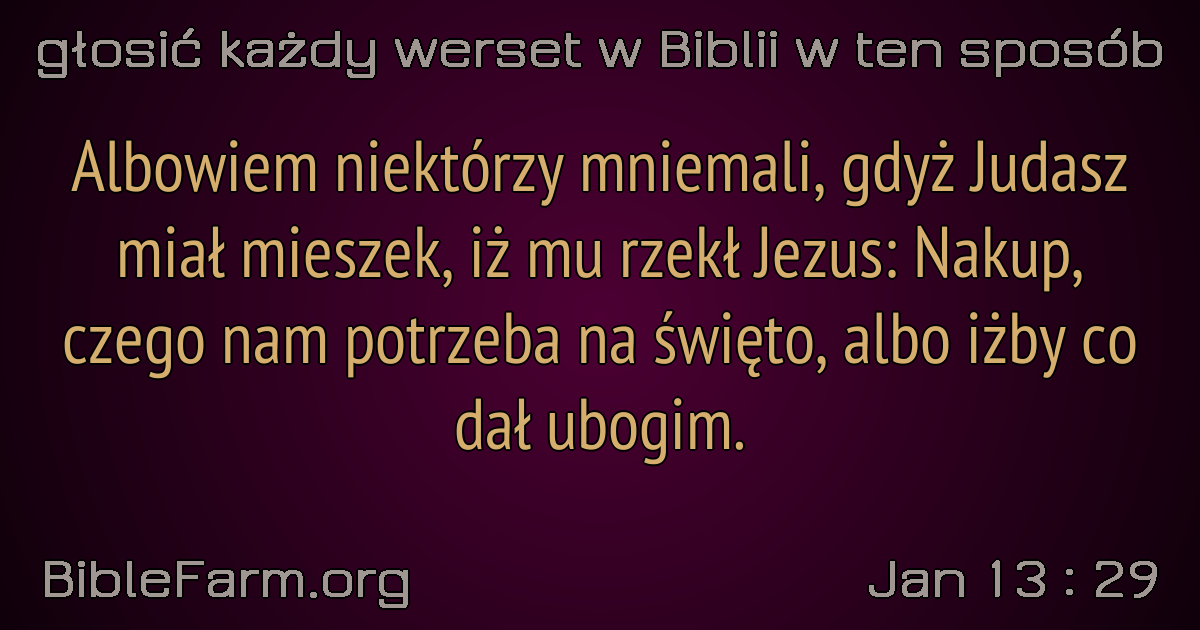 głosić każdy werset w Biblii w ten sposób
Albowiem niektórzy mniemali, gdyż Judasz
miał mieszek, iż mu rzekł Jezus: Nakup,
czego nam potrzeba na święto, albo iżby co
dał ubogim.
BibleFarm.org
Jan 13 : 29